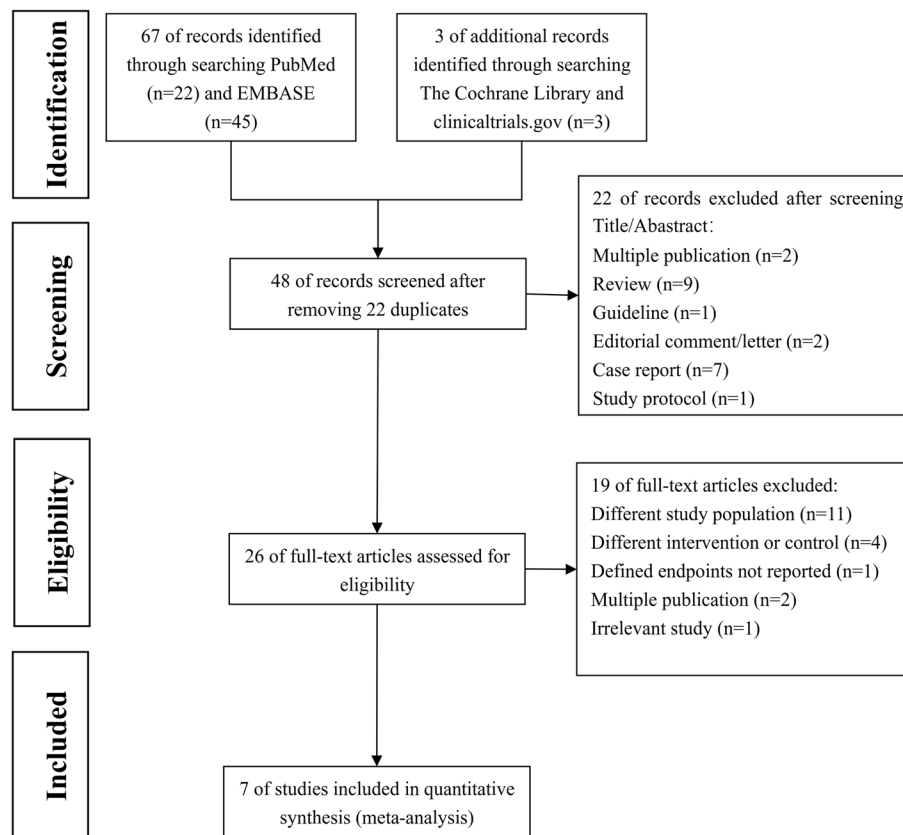 Identification
67 of records identified
through searching PubMed
(n=22) and EMBASE
(n=45)
3 of additional records
identified through searching
The Cochrane Library and
clinicaltrials.gov (n=3)
Screening
48 of records screened after
removing 22 duplicates
22 of records excluded after screening
Title/Abastract:
Multiple publication (n=2)
Review (n=9)
Guideline (n=1)
Editorial comment/letter (n=2)
Case report (n=7)
Study protocol (n=1)
Eligibility
26 of full-text articles assessed for
eligibility
19 of full-text articles excluded:
Different study population (n=11)
Different intervention or control (n=4)
Defined endpoints not reported (n=1)
Multiple publication (n=2)
Irrelevant study (n=1)
Included
7 of studies included in quantitative
synthesis (meta-analysis)